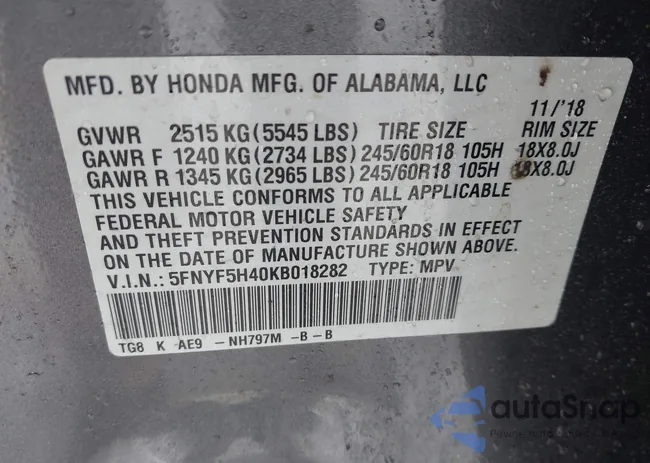 MFD. BY HONDA MFG. OF ALABAMA, LLC
11/'18
GVWR 2515 KG (5545 LBS) TIRE SIZE RIM SIZE
GAWR F 1240 KG (2734 LBS) 245/60R18 105H 18X8.0J
GAWR R 1345 KG (2965 LBS) 245/60R18 105H 18X8.0J
THIS VEHICLE CONFORMS TO ALL APPLICABLE
FEDERAL MOTOR VEHICLE SAFETY
AND THEFT PREVENTION STANDARDS IN EFFECT
ON THE DATE OF MANUFACTURE SHOWN ABOVE.
V.I.N.: 5FNYF5H40KB018282 TYPE: MPV
TG8 K AE9 -NH797M -B-B
autoSnap